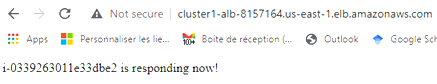 Not secure | cluster1-alb-8157164.us-east-1.elb.amazonaws.com
Apps Personnaliser les lie... 100+ Boite de réception (... Outlook Google Sch
i-0339263011e33dbe2 is responding now!